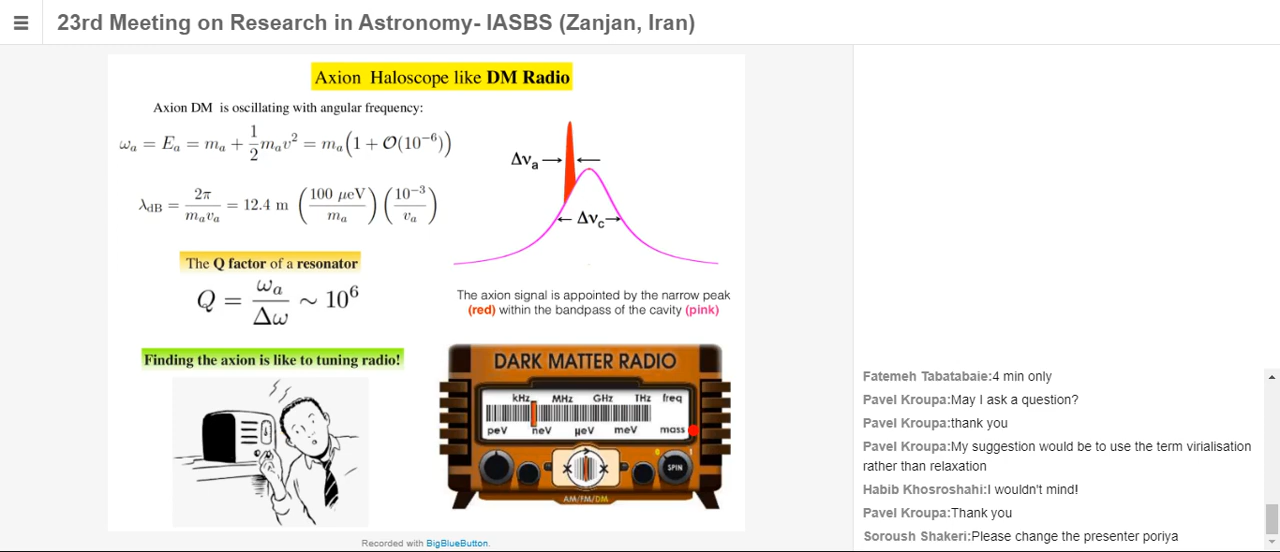 23rd Meeting on Research in Astronomy- IASBS (Zanjan, Iran)
Axion Haloscope like DM Radio
Axion DM is oscillating with angular frequency:
ωₐ = Eₐ = mₐ + 1/2 mₐv² = mₐ(1 + O(10⁻⁶))
λdB = 2π/(mₐvₐ) = 12.4 m (100 μeV/mₐ) (10⁻³/vₐ)
The Q factor of a resonator
Q = ωₐ/Δω ~ 10⁶
Finding the axion is like to tuning radio!
Δνa
Δνc
The axion signal is appointed by the narrow peak
(red) within the bandpass of the cavity (pink)
DARK MATTER RADIO
kHz MHz GHz THz freq
peV neV μeV meV mass
0 1
SPIN
AM/FM/DM
Recorded with BigBlueButton.
Fatemeh Tabatabaie:4 min only
Pavel Kroupa:May I ask a question?
Pavel Kroupa:thank you
Pavel Kroupa:My suggestion would be to use the term virialisation
rather than relaxation
Habib Khosroshahi:I wouldn't mind!
Pavel Kroupa:Thank you
Soroush Shakeri:Please change the presenter poriya